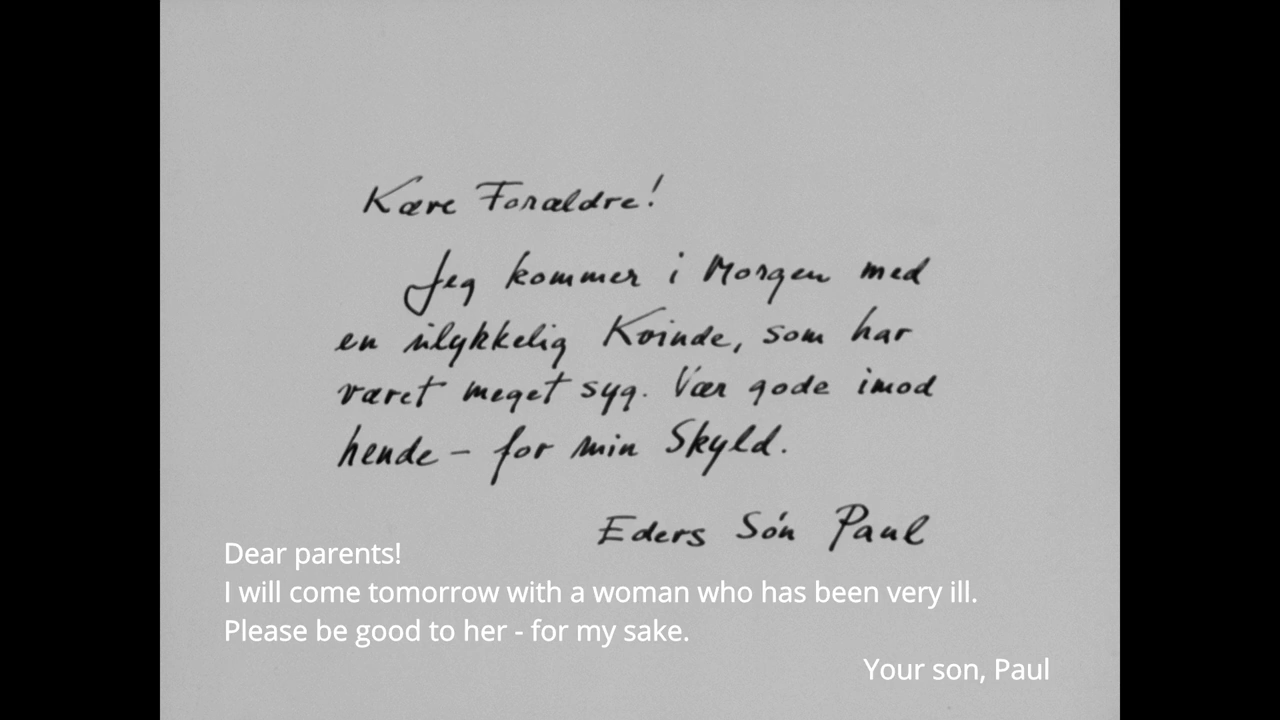 Kære Forældre!
Jeg kommer i Morgen med
en ulykkelig Kvinde, som har
været meget syg. Vær gode imod
hende – for min Skyld.
Eders Són Paul
Dear parents!
I will come tomorrow with a woman who has been very ill.
Please be good to her - for my sake.
Your son, Paul